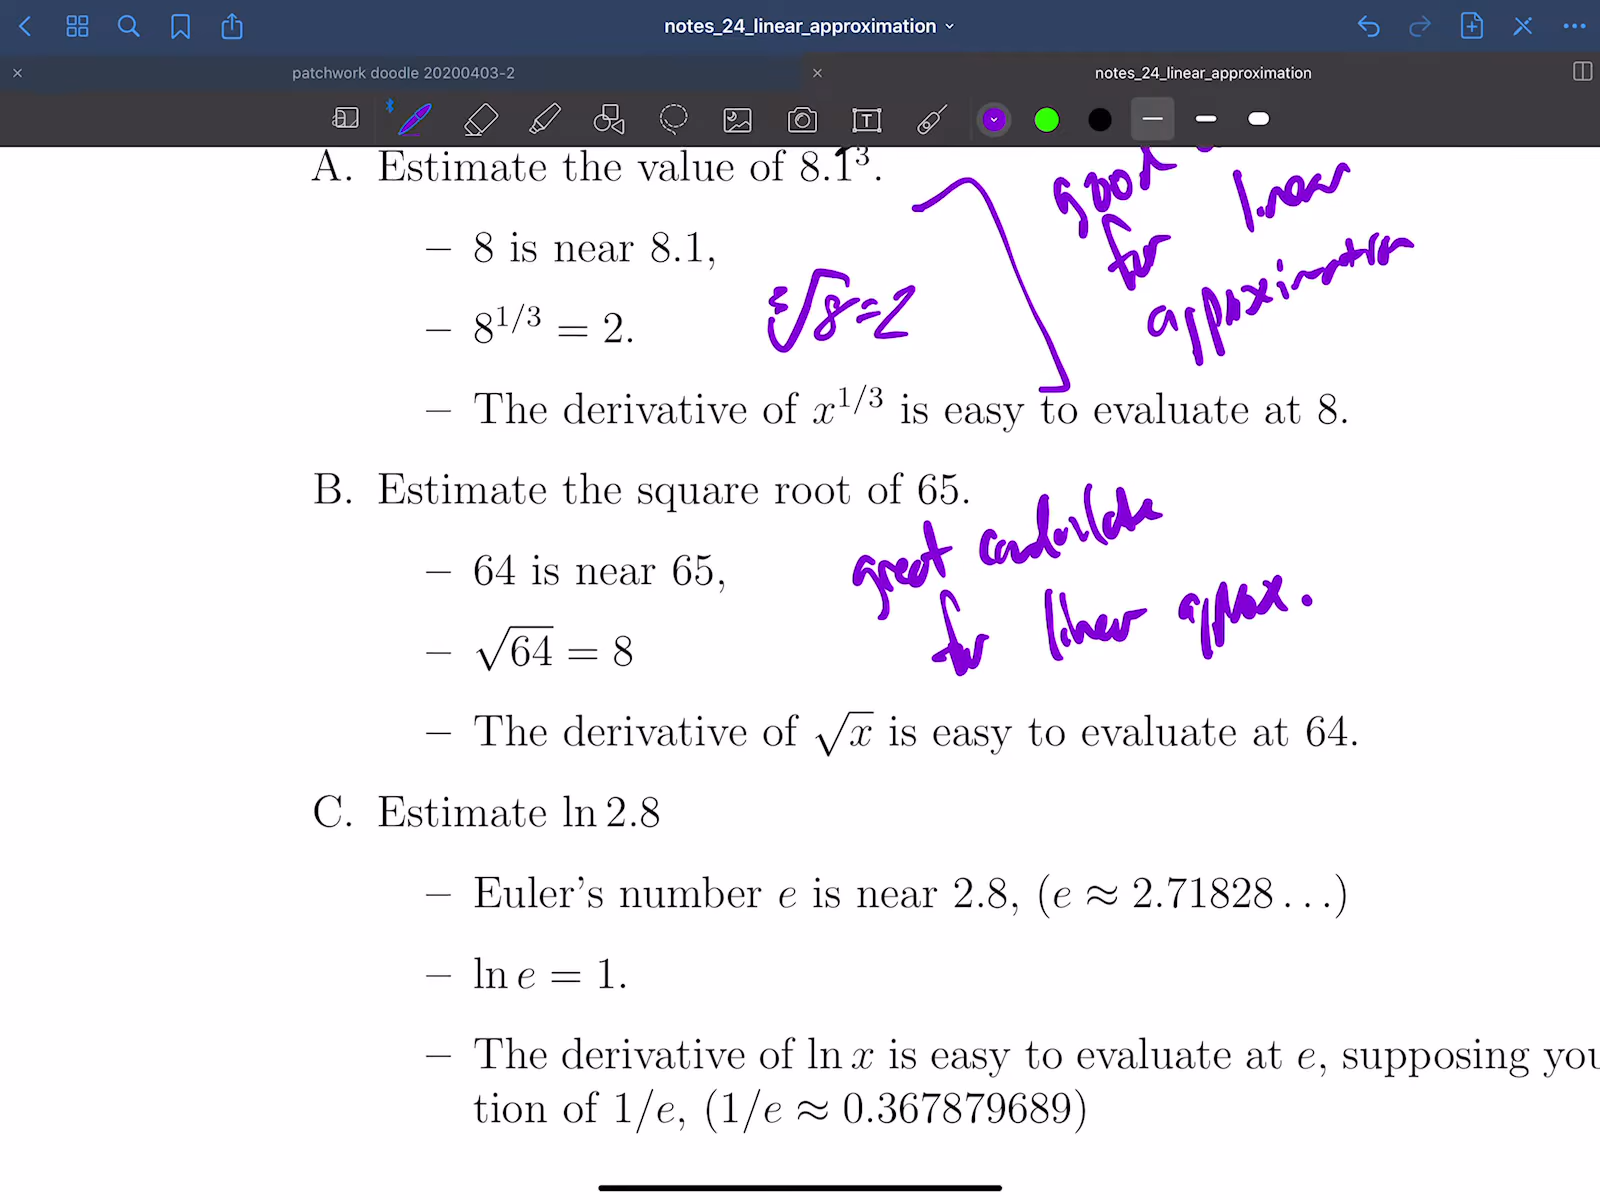 notes_24_linear_approximation
patchwork doodle 20200403-2
notes_24_linear_approximation
T
A. Estimate the value of 8.1³.
good
for linear
approximation
– 8 is near 8.1,
– 8^{1/3} = 2.
∛8=2
– The derivative of x^{1/3} is easy to evaluate at 8.
B. Estimate the square root of 65.
great candidate
for linear approx.
– 64 is near 65,
– √64 = 8
– The derivative of √x is easy to evaluate at 64.
C. Estimate ln 2.8
– Euler's number e is near 2.8, (e ≈ 2.71828...)
– ln e = 1.
– The derivative of ln x is easy to evaluate at e, supposing you
tion of 1/e, (1/e ≈ 0.367879689)